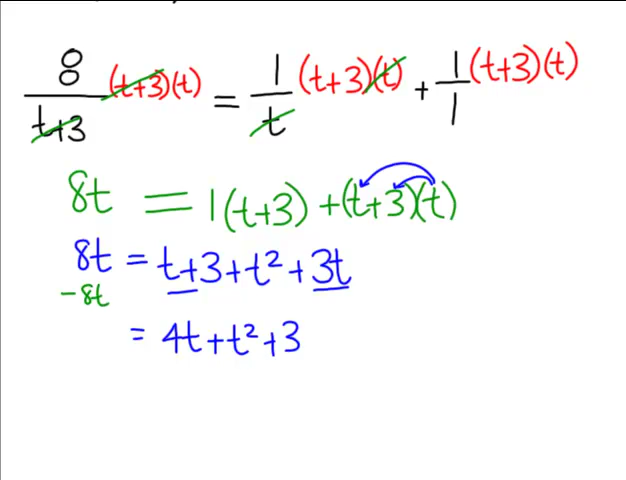 8/(t+3) (t+3)(t) = 1/t (t+3)(t) + 1/1 (t+3)(t)
8t = 1(t+3) + (t+3)(t)
8t = t+3+t²+3t
-8t
= 4t+t²+3